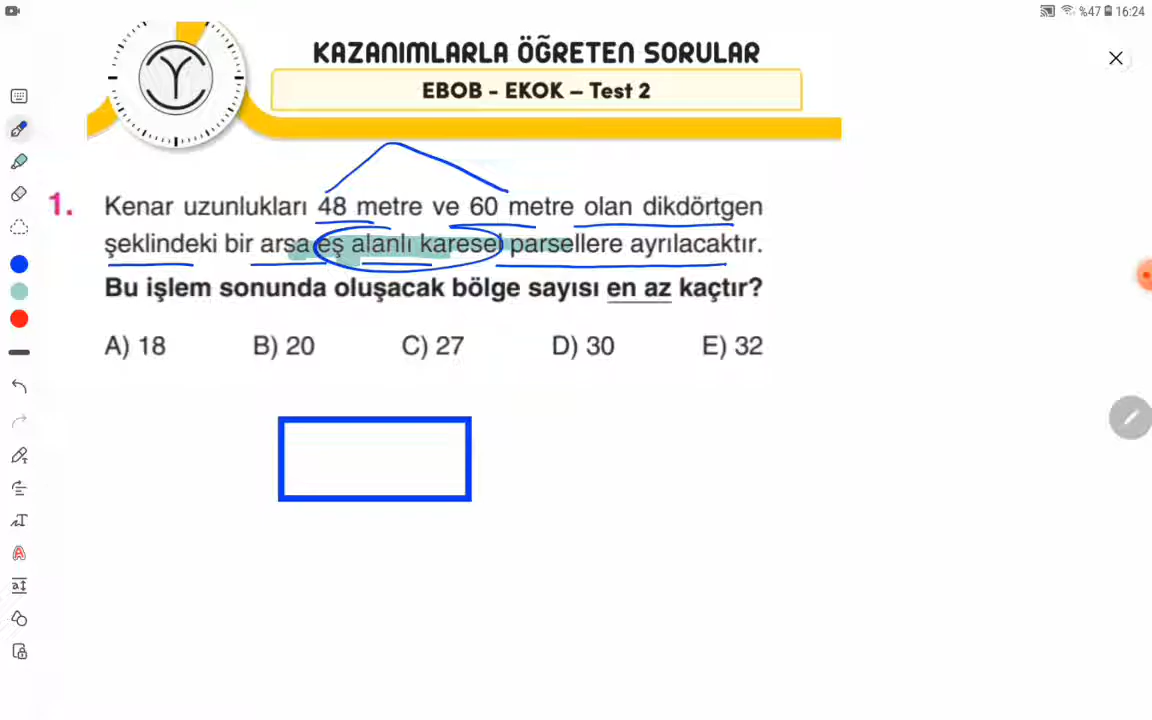 %47 16:24
KAZANIMLARLA ÖĞRETEN SORULAR
EBOB - EKOK – Test 2
1. Kenar uzunlukları 48 metre ve 60 metre olan dikdörtgen
şeklindeki bir arsa eş alanlı karesel parsellere ayrılacaktır.
Bu işlem sonunda oluşacak bölge sayısı en az kaçtır?
A) 18 B) 20 C) 27 D) 30 E) 32